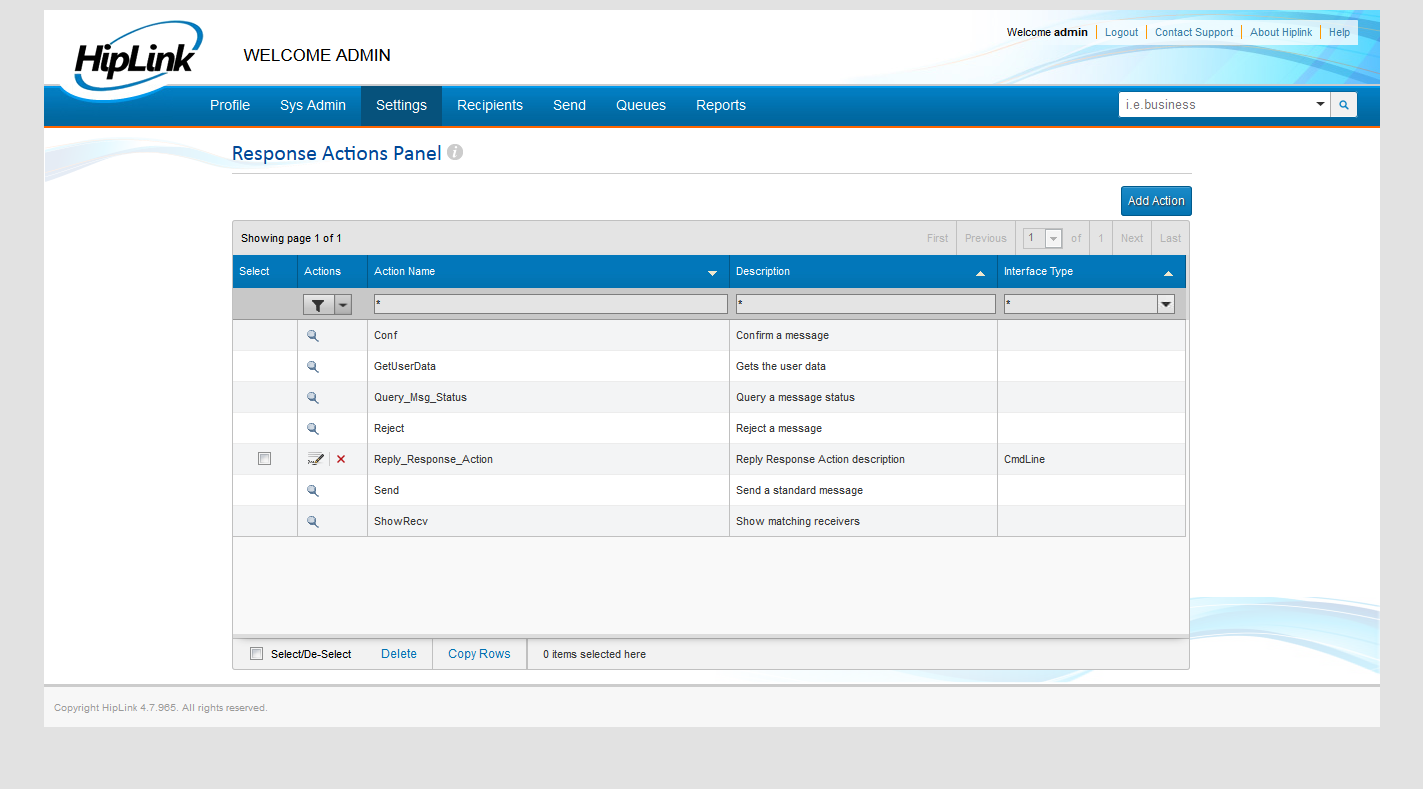 HipLink
WELCOME ADMIN
Welcome admin Logout Contact Support About Hiplink Help
Profile Sys Admin Settings Recipients Send Queues Reports i.e.business
Response Actions Panel i
Add Action
Showing page 1 of 1 First Previous 1 of 1 Next Last
Select Actions Action Name Description Interface Type
* * *
Conf Confirm a message
GetUserData Gets the user data
Query_Msg_Status Query a message status
Reject Reject a message
Reply_Response_Action Reply Response Action description CmdLine
Send Send a standard message
ShowRecv Show matching receivers
Select/De-Select Delete Copy Rows 0 items selected here
Copyright HipLink 4.7.965. All rights reserved.